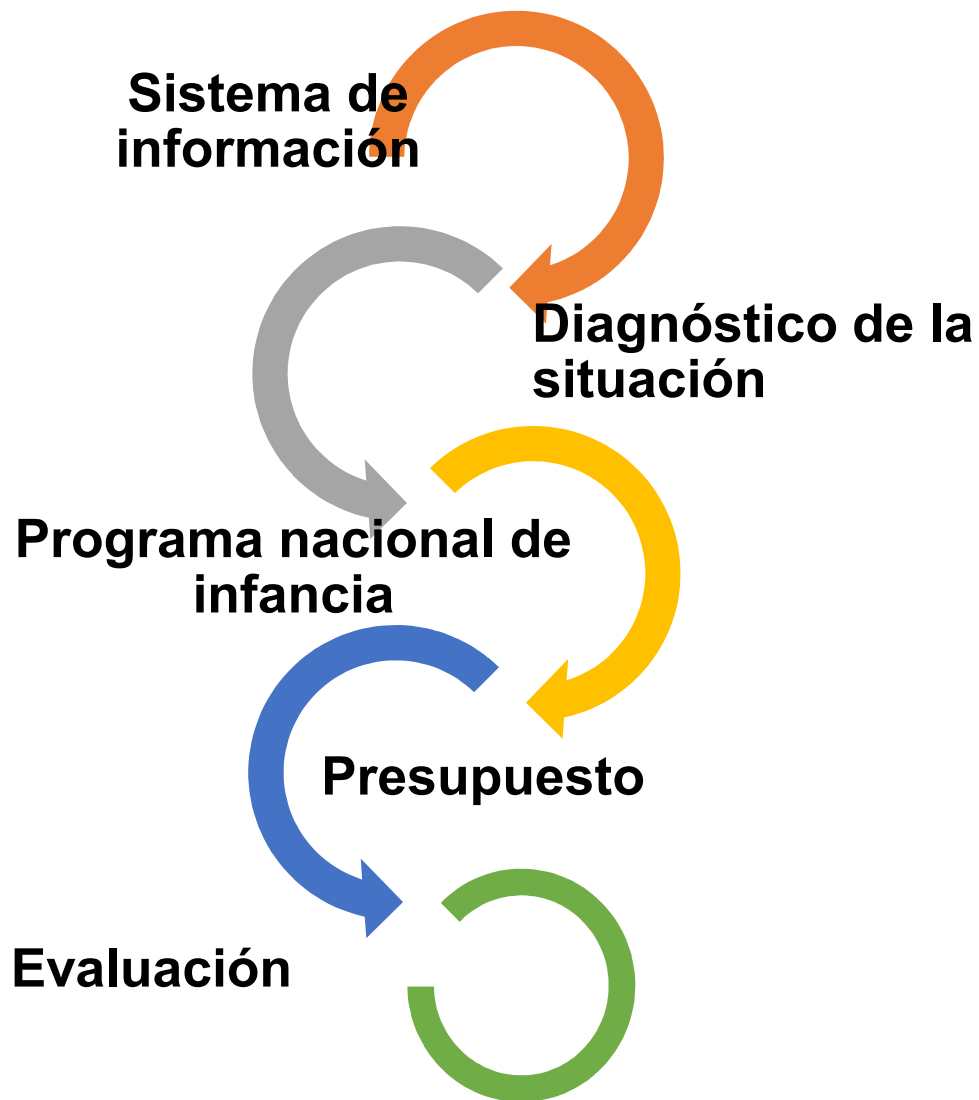 Sistema de
información
Diagnóstico de la
situación
Programa nacional de
infancia
Presupuesto
Evaluación